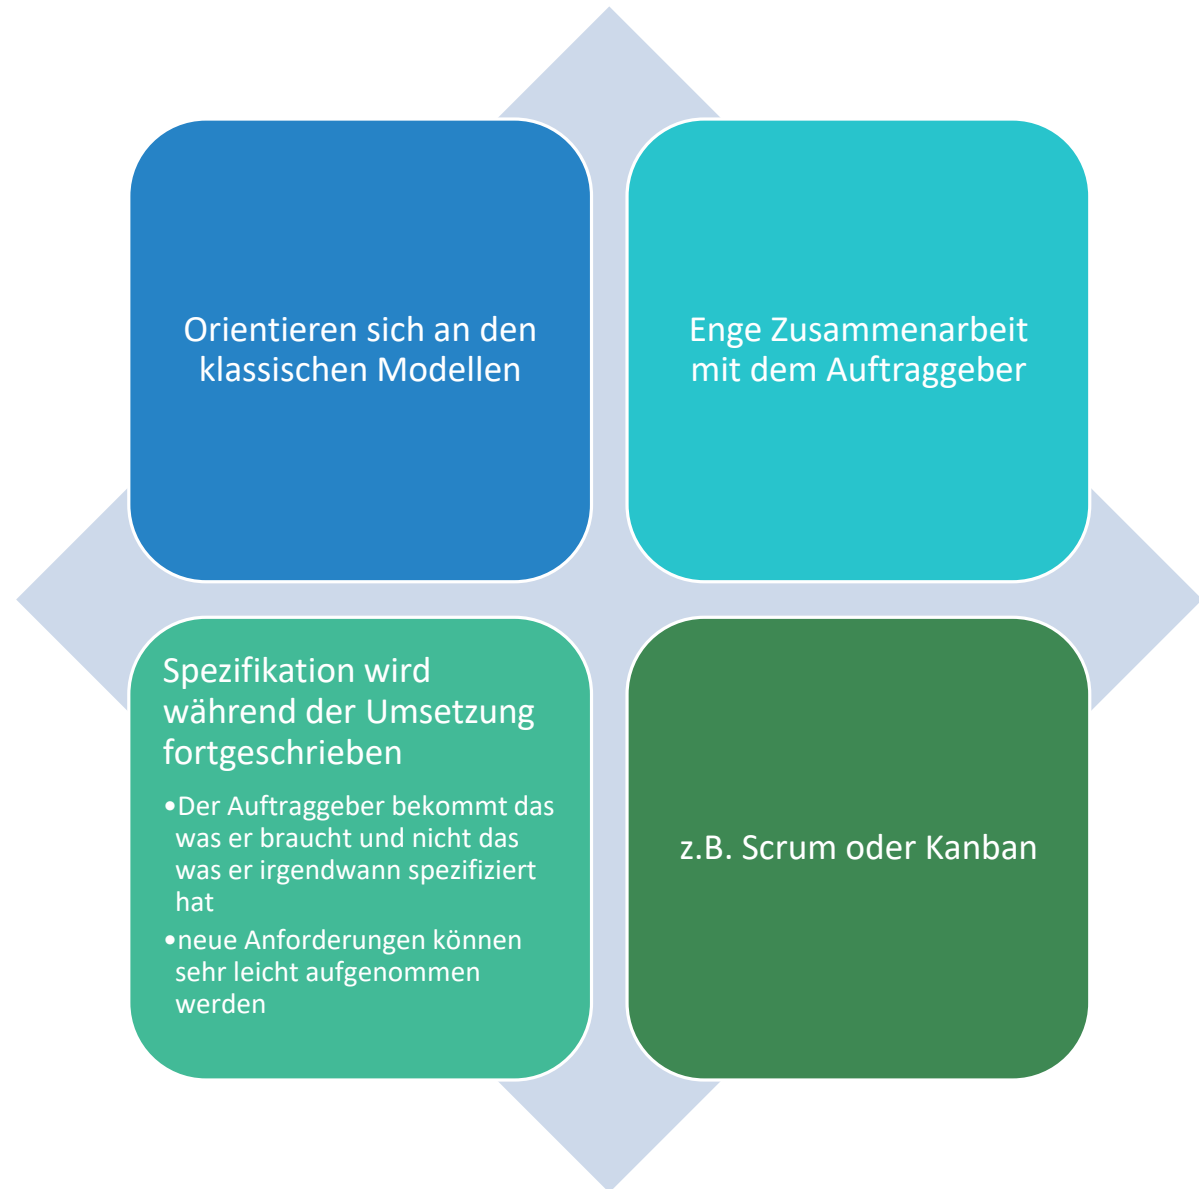 Orientieren sich an den
klassischen Modellen
Enge Zusammenarbeit
mit dem Auftraggeber
Spezifikation wird
während der Umsetzung
fortgeschrieben
•Der Auftraggeber bekommt das
was er braucht und nicht das
was er irgendwann spezifiziert
hat
•neue Anforderungen können
sehr leicht aufgenommen
werden
z.B. Scrum oder Kanban